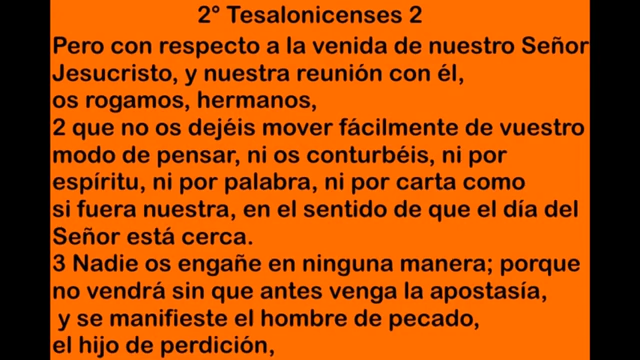 2° Tesalonicenses 2
Pero con respecto a la venida de nuestro Señor
Jesucristo, y nuestra reunión con él,
os rogamos, hermanos,
2 que no os dejéis mover fácilmente de vuestro
modo de pensar, ni os conturbéis, ni por
espíritu, ni por palabra, ni por carta como
si fuera nuestra, en el sentido de que el día del
Señor está cerca.
3 Nadie os engañe en ninguna manera; porque
no vendrá sin que antes venga la apostasía,
y se manifieste el hombre de pecado,
el hijo de perdición,